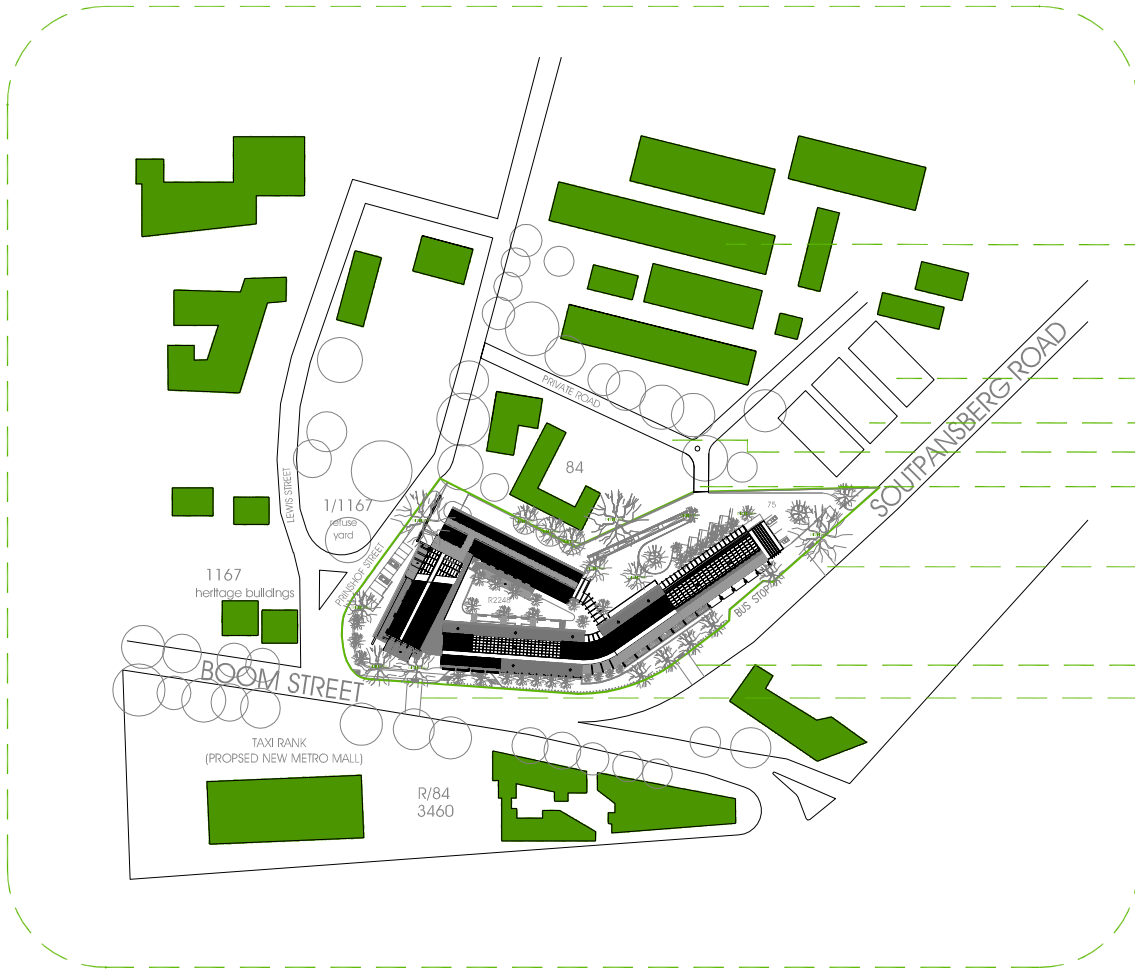 SOUTPANSBERG ROAD
PRIVATE ROAD
84
LEWIS STREET
1/1167
refuse
yard
75
PRINSHOF STREET
1167
heritage buildings
R2248
BUS STOP
BOOM STREET
TAXI RANK
(PROPSED NEW METRO MALL)
R/84
3460